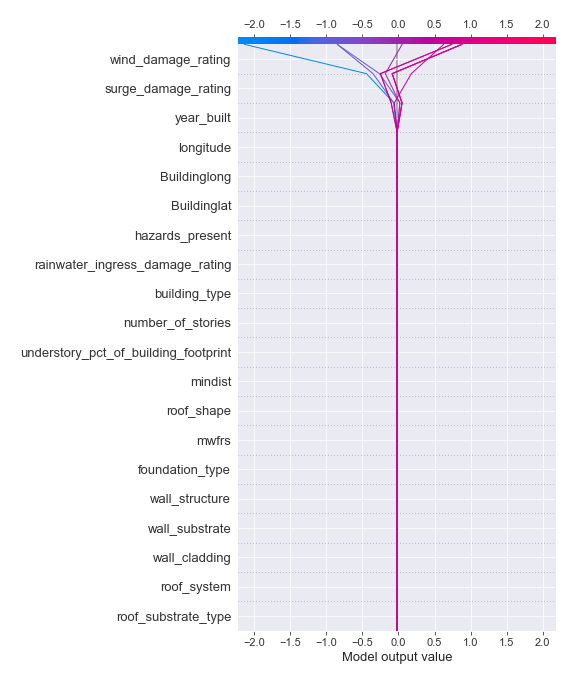 −2.0 −1.5 −1.0 −0.5 0.0 0.5 1.0 1.5 2.0
wind_damage_rating
surge_damage_rating
year_built
longitude
Buildinglong
Buildinglat
hazards_present
rainwater_ingress_damage_rating
building_type
number_of_stories
understory_pct_of_building_footprint
mindist
roof_shape
mwfrs
foundation_type
wall_structure
wall_substrate
wall_cladding
roof_system
roof_substrate_type
−2.0 −1.5 −1.0 −0.5 0.0 0.5 1.0 1.5 2.0
Model output value